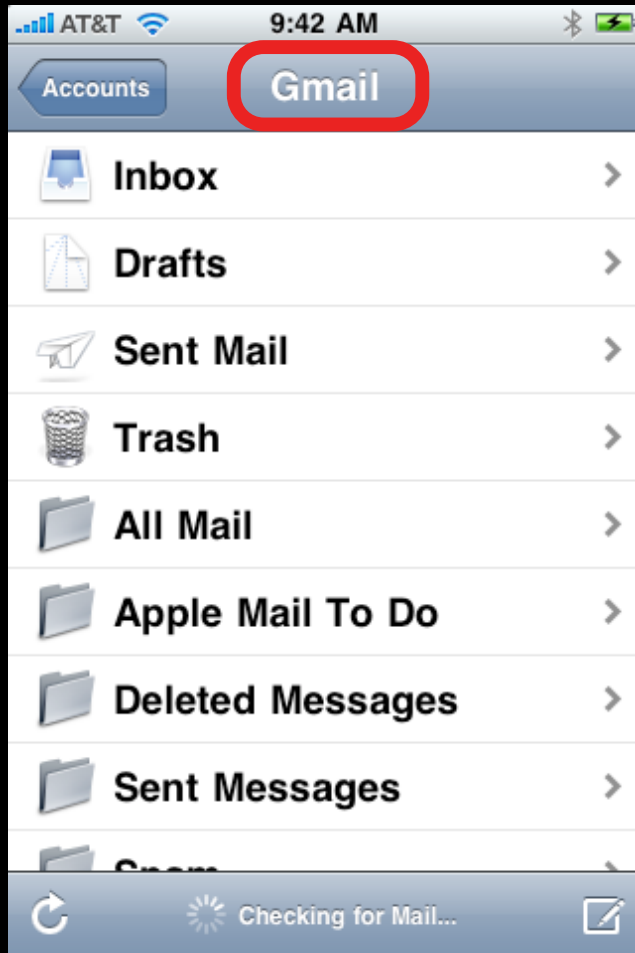 AT&T 9:42 AM
Accounts Gmail
Inbox
Drafts
Sent Mail
Trash
All Mail
Apple Mail To Do
Deleted Messages
Sent Messages
Spam
Checking for Mail...